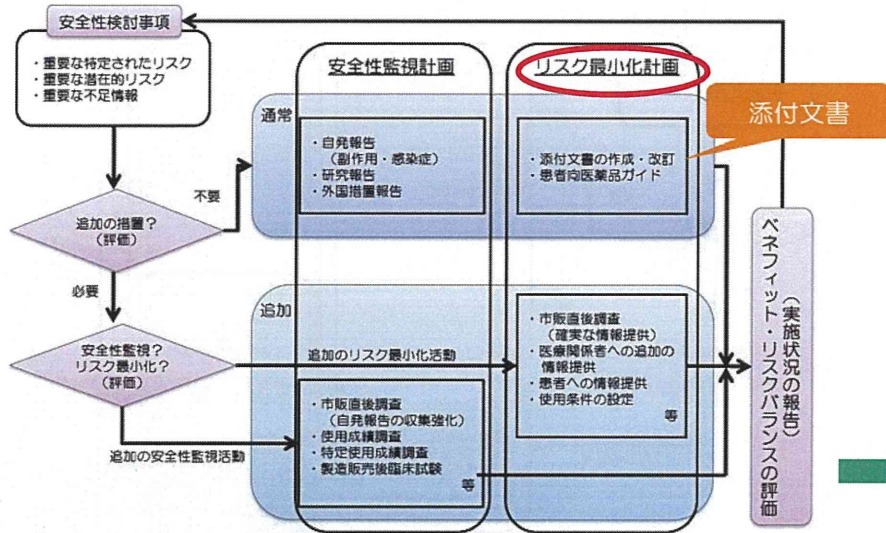 安全性検討事項
・重要な特定されたリスク
・重要な潜在的リスク
・重要な不足情報
安全性監視計画
リスク最小化計画
添付文書
通常
・自発報告
（副作用・感染症）
・研究報告
・外国措置報告
・添付文書の作成・改訂
・患者向医薬品ガイド
不要
追加の措置？
（評価）
必要
追加
安全性監視？
リスク最小化？
（評価）
追加のリスク最小化活動
・市販直後調査
（確実な情報提供）
・医療関係者への追加の
情報提供
・患者への情報提供
・使用条件の設定
等
追加の安全性監視活動
・市販直後調査
（自発報告の収集強化）
・使用成績調査
・特定使用成績調査
・製造販売後臨床試験
等
（実施状況の報告）
ベネフィット・リスクバランスの評価